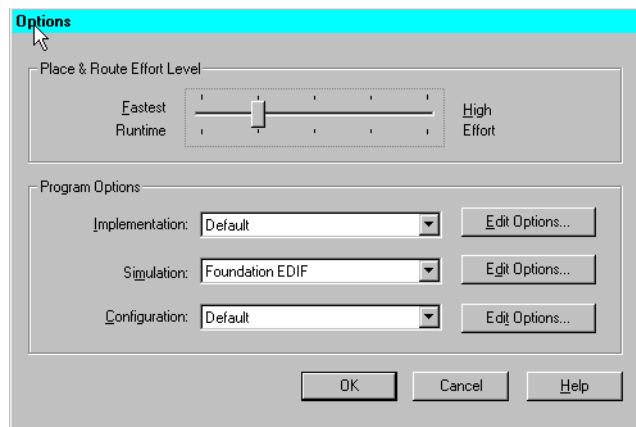 Options
Place & Route Effort Level
Fastest
Runtime
High
Effort
Program Options
Implementation: Default Edit Options...
Simulation: Foundation EDIF Edit Options...
Configuration: Default Edit Options...
OK Cancel Help